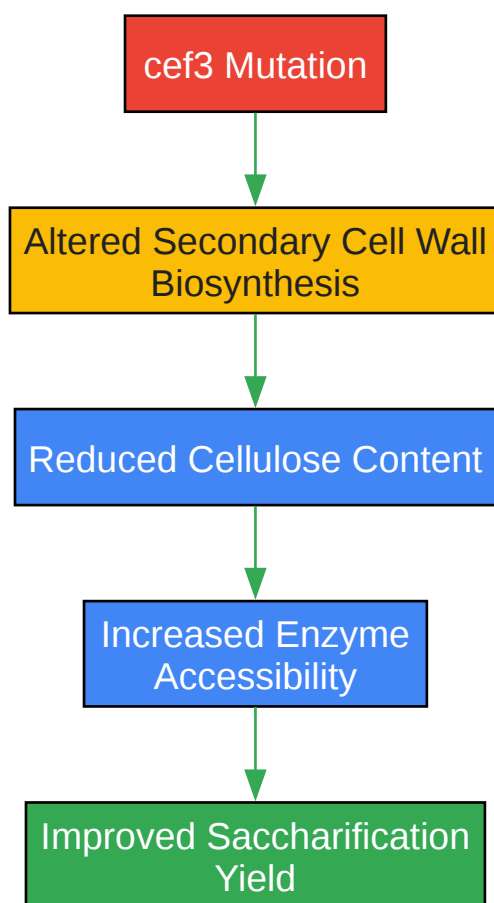 cef3 Mutation
Altered Secondary Cell Wall
Biosynthesis
Reduced Cellulose Content
Increased Enzyme
Accessibility
Improved Saccharification
Yield